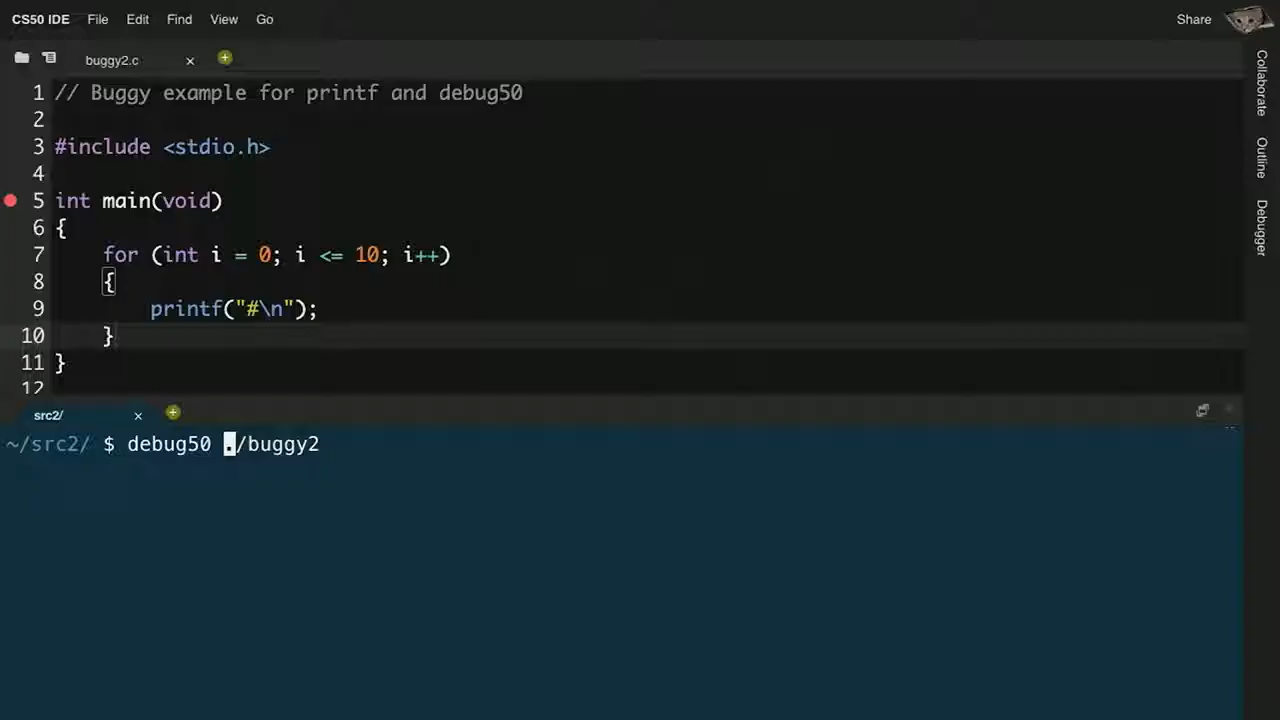 CS50 IDE File Edit Find View Go Share
buggy2.c ×
1 // Buggy example for printf and debug50
2
3 #include <stdio.h>
4
5 int main(void)
6 {
7     for (int i = 0; i <= 10; i++)
8     {
9         printf("#\n");
10     }
11 }
12
src2/ ×
~/src2/ $ debug50 ./buggy2
Collaborate
Outline
Debugger